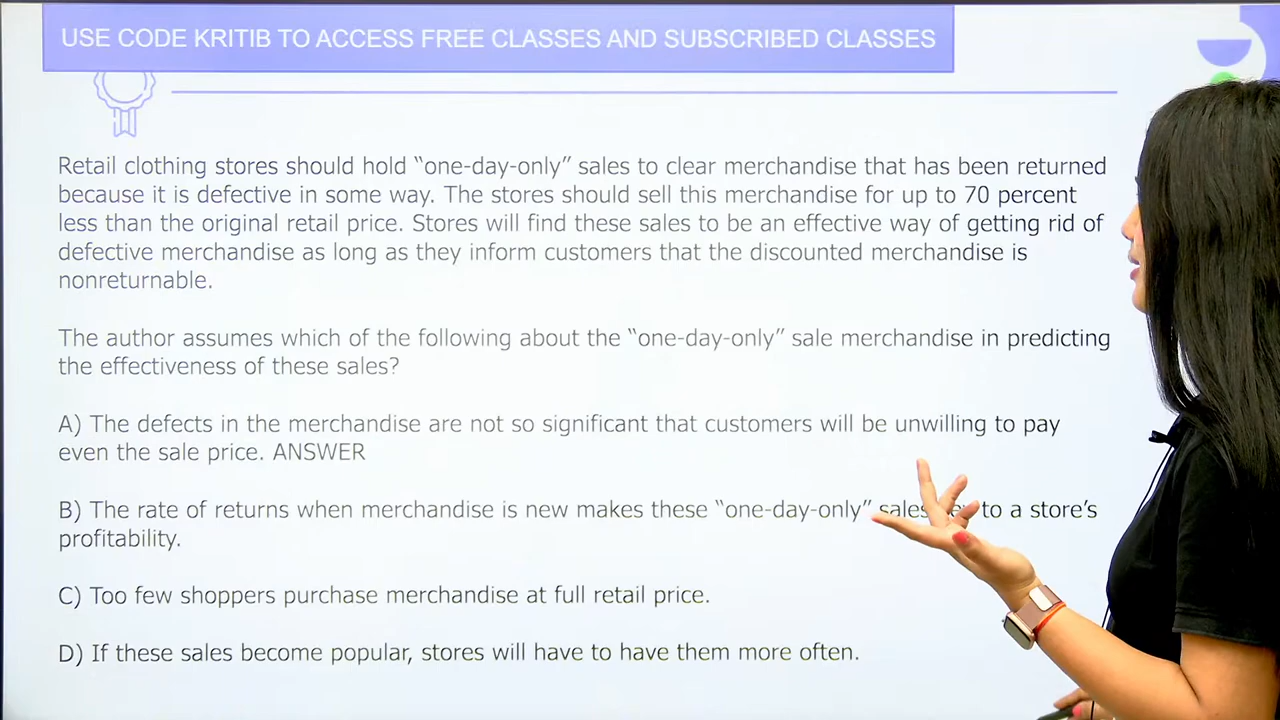 USE CODE KRITIB TO ACCESS FREE CLASSES AND SUBSCRIBED CLASSES
Retail clothing stores should hold “one-day-only” sales to clear merchandise that has been returned
because it is defective in some way. The stores should sell this merchandise for up to 70 percent
less than the original retail price. Stores will find these sales to be an effective way of getting rid of
defective merchandise as long as they inform customers that the discounted merchandise is
nonreturnable.
The author assumes which of the following about the “one-day-only” sale merchandise in predicting
the effectiveness of these sales?
A) The defects in the merchandise are not so significant that customers will be unwilling to pay
even the sale price. ANSWER
B) The rate of returns when merchandise is new makes these “one-day-only” sales to a store’s
profitability.
C) Too few shoppers purchase merchandise at full retail price.
D) If these sales become popular, stores will have to have them more often.